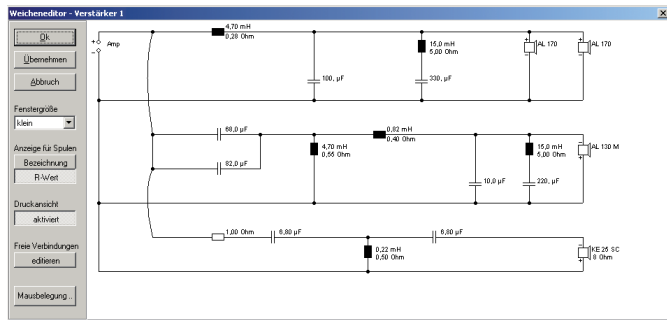 Weicheneditor - Verstärker 1
Ok
Übernehmen
Abbruch
Fenstergröße
klein
Anzeige für Spulen
Bezeichnung
R-Wert
Druckansicht
aktiviert
Freie Verbindungen
editieren
Mausbelegung..
+
Amp
-
4,70 mH
0,28 Ohm
100, µF
15,0 mH
5,00 Ohm
330, µF
+
AL 170
-
+
AL 170
-
68,0 µF
82,0 µF
4,70 mH
0,55 Ohm
0,82 mH
0,40 Ohm
10,0 µF
15,0 mH
5,00 Ohm
220, µF
+
AL 130 M
-
1,00 Ohm
6,80 µF
0,22 mH
0,50 Ohm
6,80 µF
-
KE 25 SC
+
8 Ohm